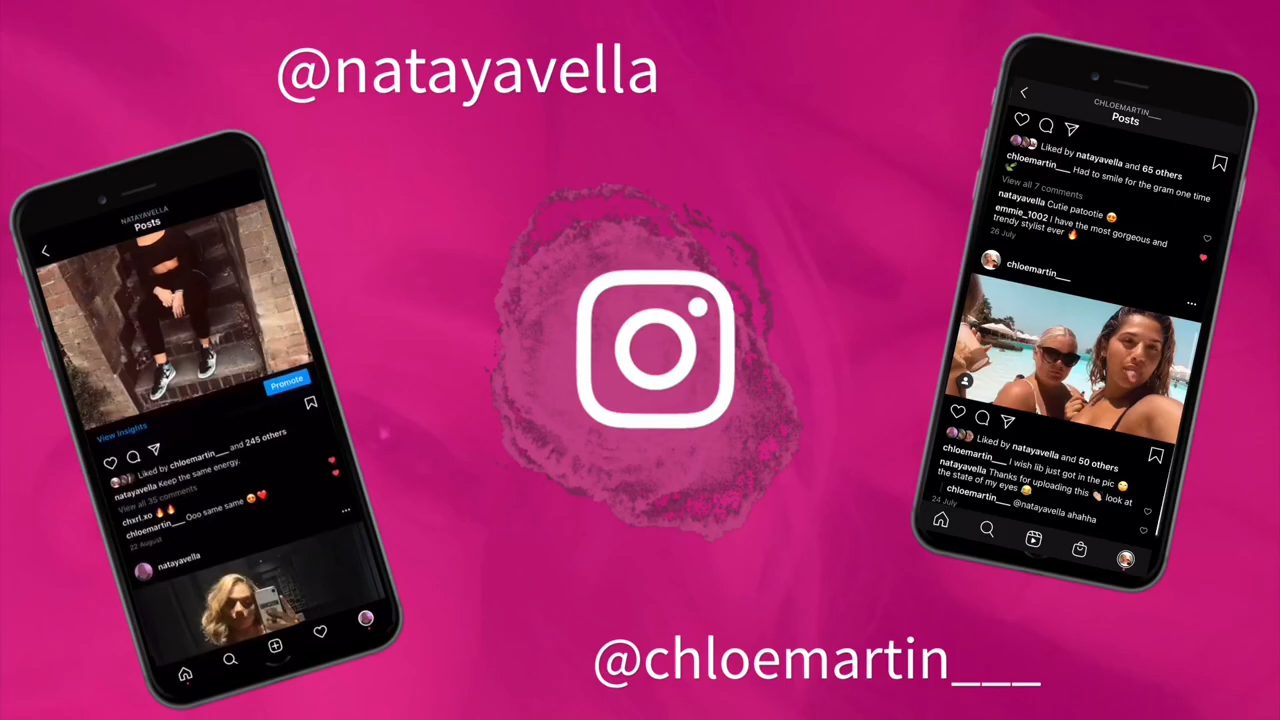 @natayavella
NATAYAVELLA
Posts
Promote
View Insights
Liked by chloemartin___ and 245 others
natayavella Keep the same energy.
View all 35 comments
chxrl.xo 🔥🔥
chloemartin___ Ooo same same 😍❤️
22 August
natayavella
CHLOEMARTIN___
Posts
Liked by natayavella and 65 others
chloemartin___ Had to smile for the gram one time
View all 7 comments
natayavella Cutie patootie 😍
emmie_1002 I have the most gorgeous and
trendy stylist ever 🔥
26 July
chloemartin___
Liked by natayavella and 50 others
chloemartin___ I wish lib just got in the pic
natayavella Thanks for uploading this 👏🏻 look at
the state of my eyes 😂
chloemartin___ @natayavella ahahha
24 July
@chloemartin___